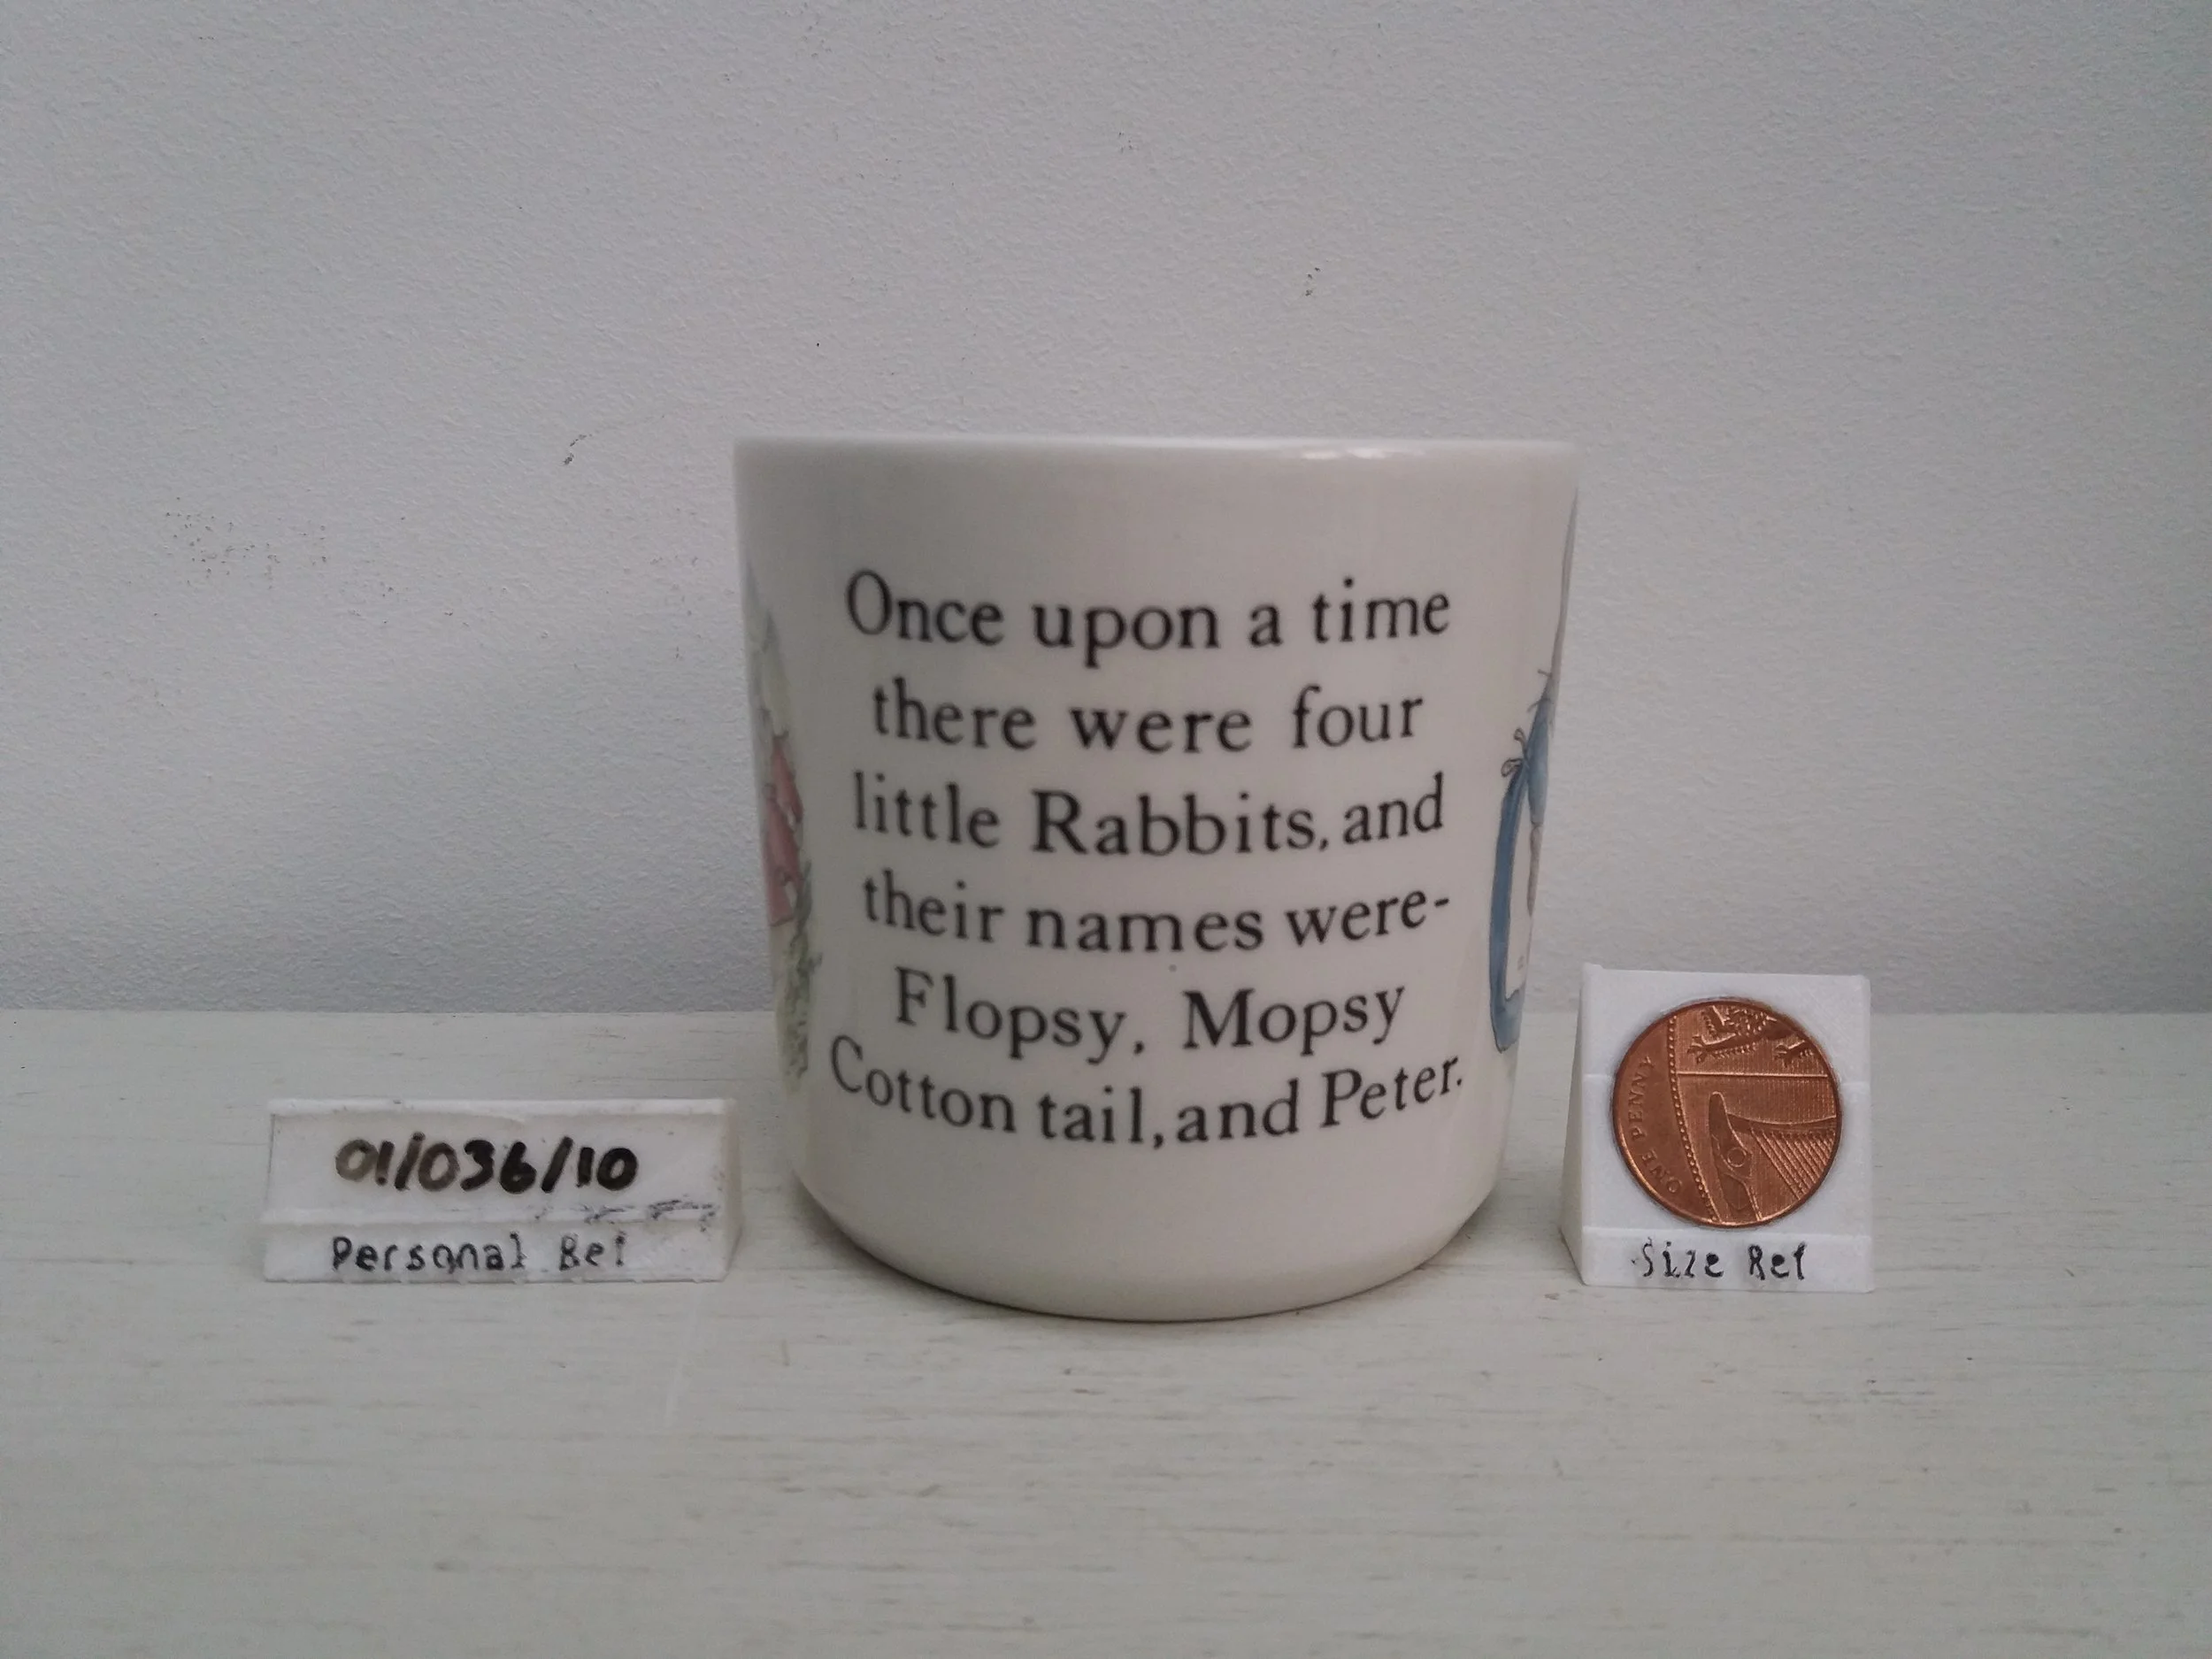 Once upon a time
there were four
little Rabbits, and
their names were-
Flopsy, Mopsy
Cotton tail, and Peter.
01/036/10
Personal Ref
ONE PENNY
Size Ref